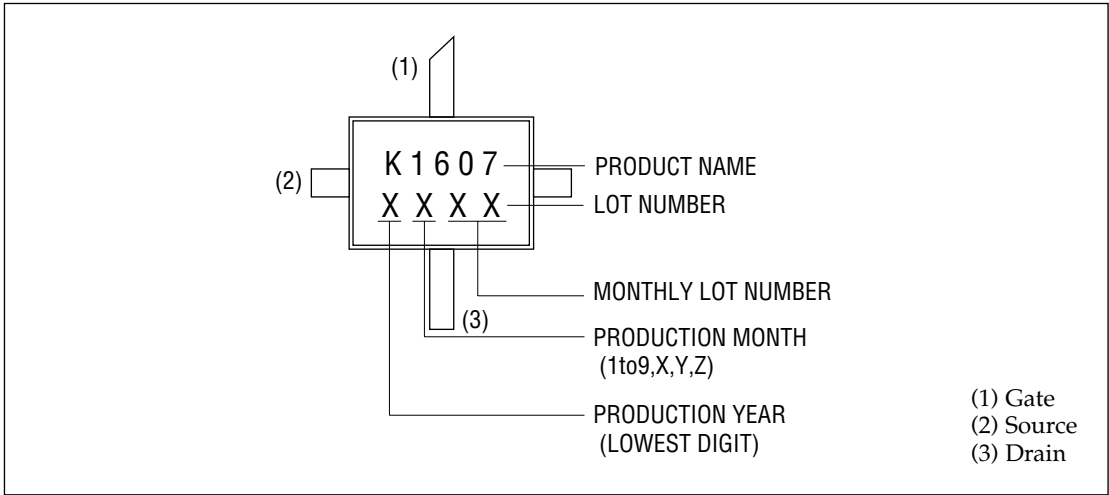 (1)
K1607 PRODUCT NAME
(2)
XXXX LOT NUMBER
MONTHLY LOT NUMBER
(3)
PRODUCTION MONTH
(1to9,X,Y,Z)
PRODUCTION YEAR
(LOWEST DIGIT)
(1) Gate
(2) Source
(3) Drain